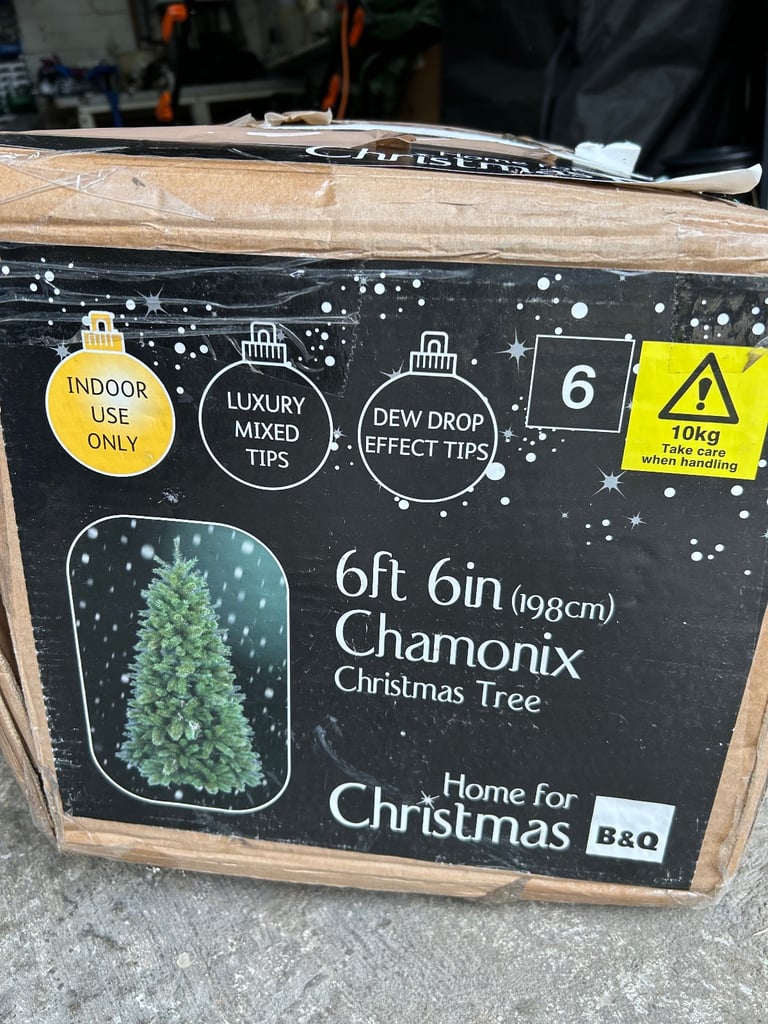 Home
Christmas
INDOOR
USE
ONLY
LUXURY
MIXED
TIPS
DEW DROP
EFFECT TIPS
6
10kg
Take care
when handling
6ft 6in (198cm)
Chamonix
Christmas Tree
Home for
Christmas
B&Q